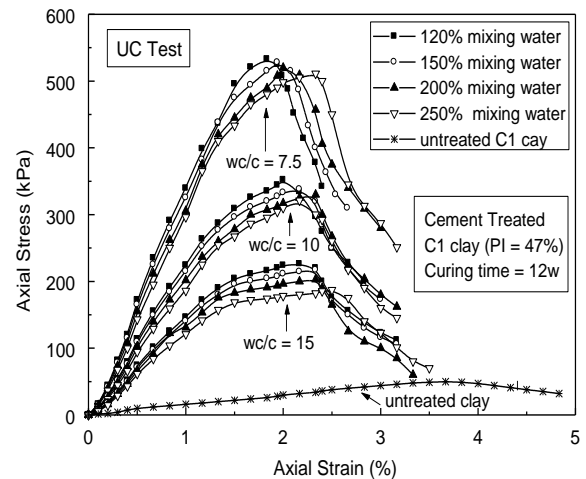 600
500
400
300
200
100
0
Axial Stress (kPa)
UC Test
120% mixing water
150% mixing water
200% mixing water
250% mixing water
untreated C1 cay
wc/c = 7.5
wc/c = 10
wc/c = 15
Cement Treated
C1 clay (PI = 47%)
Curing time = 12w
untreated clay
0 1 2 3 4 5
Axial Strain (%)